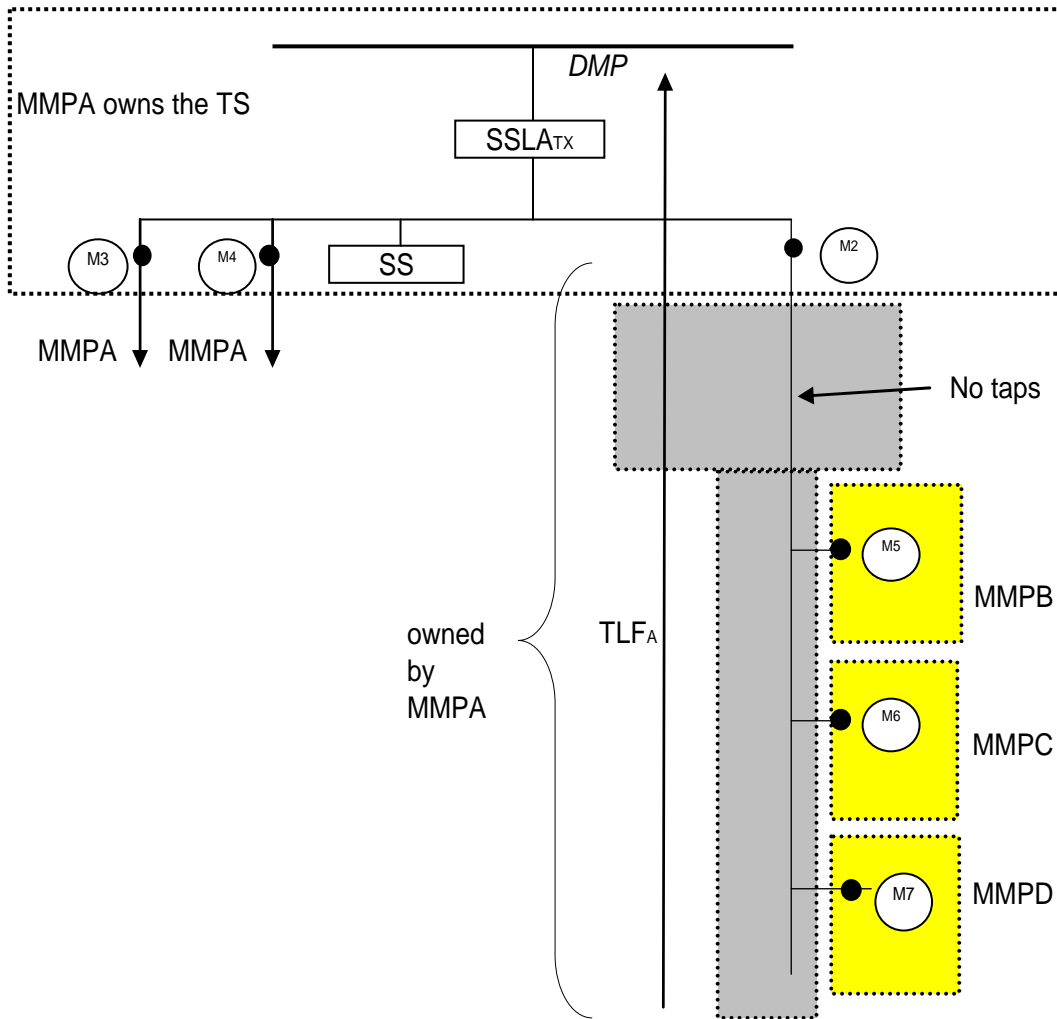 DMP
MMPA owns the TS
SSLATX
M3
M4
SS
M2
MMPA
MMPA
No taps
M5
MMPB
owned
by
MMPA
TLFA
M6
MMPC
M7
MMPD